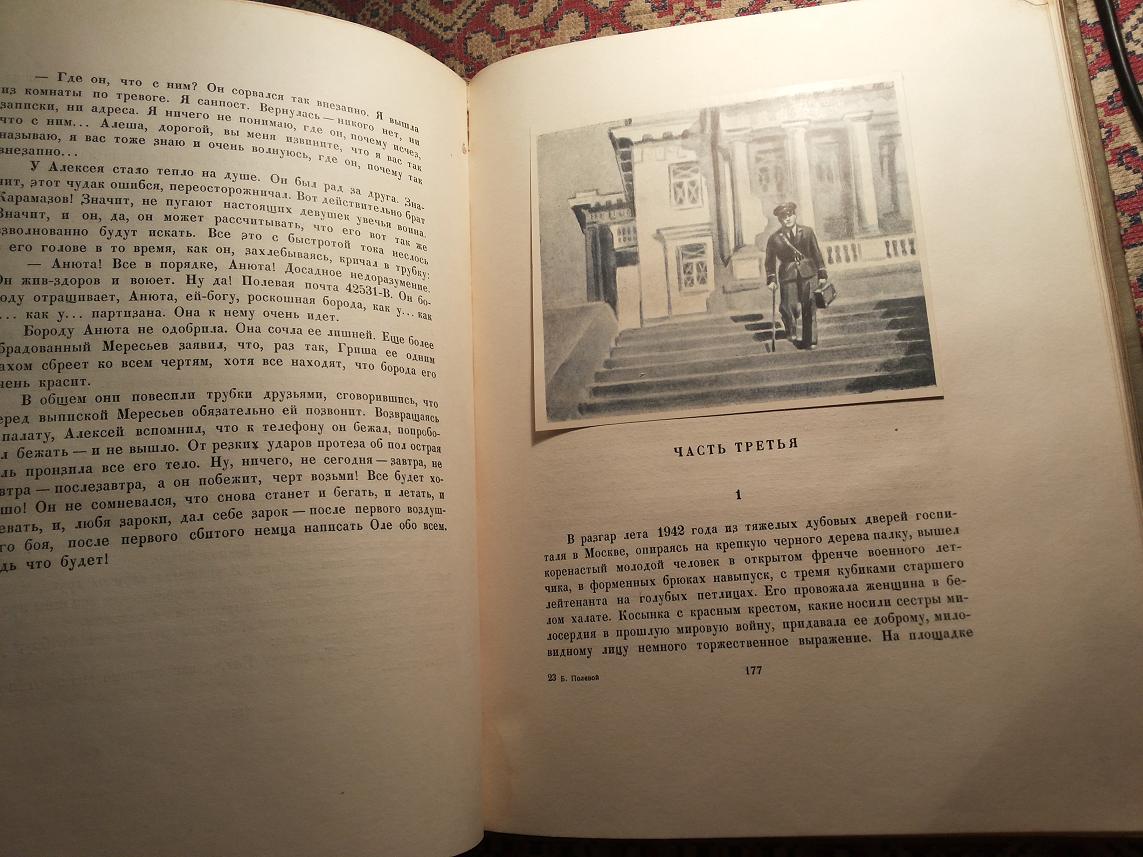 — Где он, что с ним? Он сорвался так внезапно. Я вышла
из комнаты по тревоге. Я санпост. Вернулась — никого нет, ни
записки, ни адреса. Я ничего не понимаю, где он, почему исчез,
что с ним... Алеша, дорогой, вы меня извините, что я вас так
называю, я вас тоже знаю и очень волнуюсь, где он, почему так
внезапно...
У Алексея стало тепло на душе. Он был рад за друга. Зна-
чит, этот чудак ошибся, переосторожничал. Вот действительно брат
Карамазов! Значит, не пугают настоящих девушек увечья воина.
Значит, и он, да, он может рассчитывать, что его вот так же
взволнованно будут искать. Все это с быстротой тока неслось
его голове в то время, как он, захлебываясь, кричал в трубку:
— Анюта! Все в порядке, Анюта! Досадное недоразумение.
Он жив-здоров и воюет. Ну да! Полевая почта 42531-В. Он бо-
роду отращивает, Анюта, ей-богу, роскошная борода, как у... как
... как у... партизана. Она к нему очень идет.
Бороду Анюта не одобрила. Она сочла ее лишней. Еще более
брадованный Мересьев заявил, что, раз так, Гриша ее одним
ахом сбреет ко всем чертям, хотя все находят, что борода его
чень красит.
В общем они повесили трубки друзьями, сговорившись, что
еред выпиской Мересьев обязательно ей позвонит. Возвращаясь
палату, Алексей вспомнил, что к телефону он бежал, попробо-
л бежать — и не вышло. От резких ударов протеза об пол острая
ль пронзила все его тело. Ну, ничего, не сегодня — завтра, не
втра — послезавтра, а он побежит, черт возьми! Все будет хо-
шо! Он не сомневался, что снова станет и бегать, и летать, и
евать, и, любя зароки, дал себе зарок — после первого воздуш-
го боя, после первого сбитого немца написать Оле обо всем.
дь что будет!
ЧАСТЬ ТРЕТЬЯ
1
В разгар лета 1942 года из тяжелых дубовых дверей госпи-
таля в Москве, опираясь на крепкую черного дерева палку, вышел
коренастый молодой человек в открытом френче военного лет-
чика, в форменных брюках навыпуск, с тремя кубиками старшего
лейтенанта на голубых петлицах. Его провожала женщина в бе-
лом халате. Косынка с красным крестом, какие носили сестры ми-
лосердия в прошлую мировую войну, придавала ее доброму, мило-
видному лицу немного торжественное выражение. На площадке
23 Б. Полевой
177